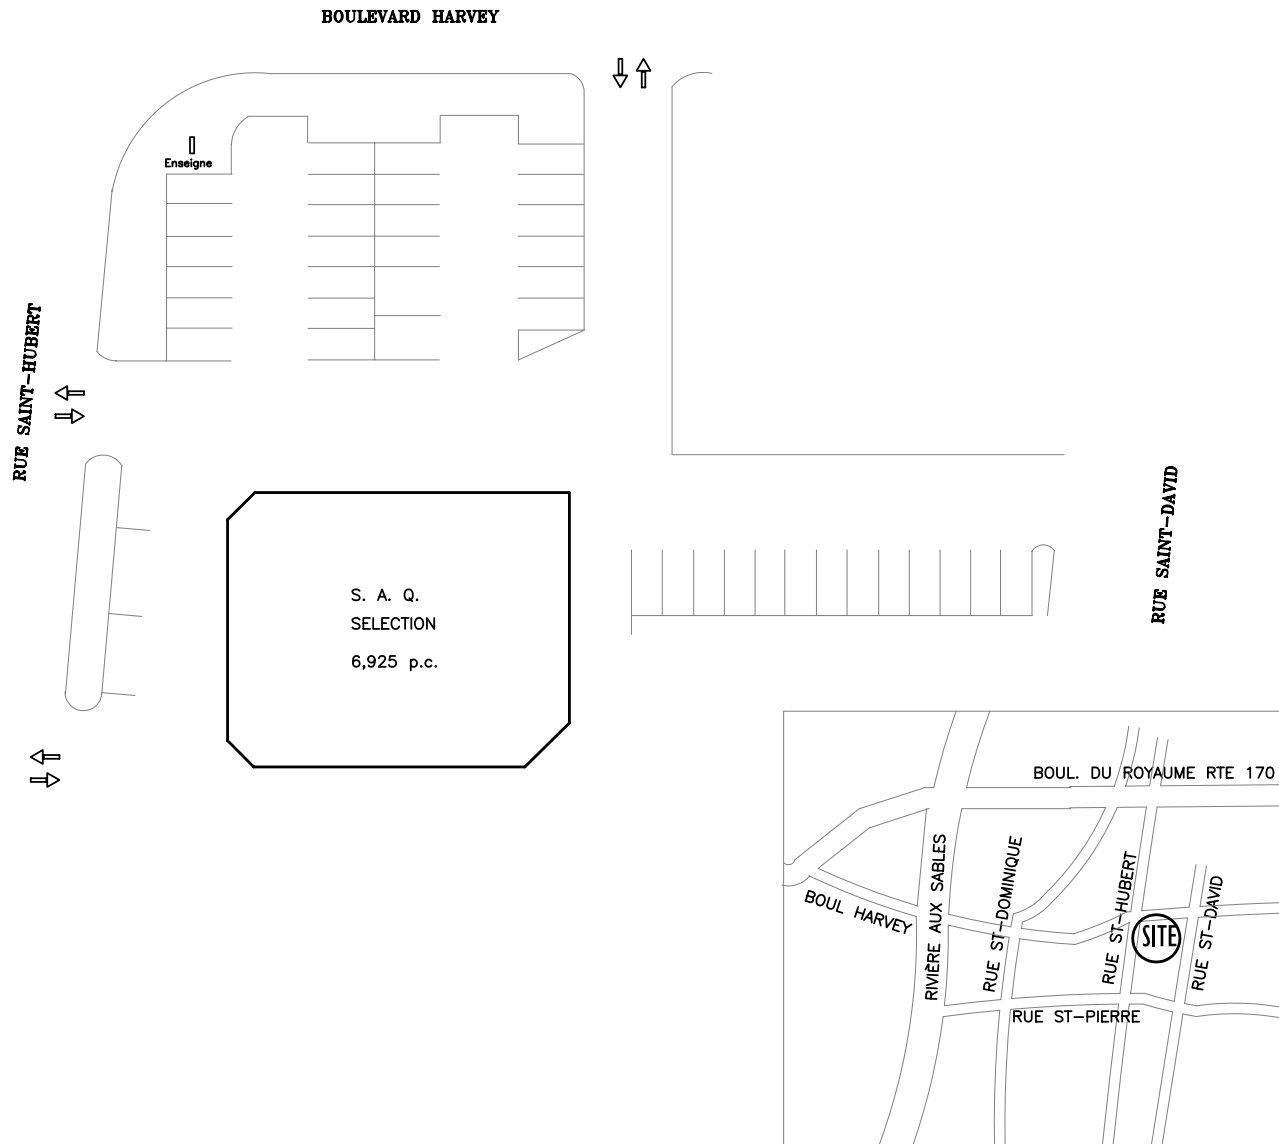 BOULEVARD HARVEY
Enseigne
RUE SAINT-HUBERT
RUE SAINT-DAVID
S. A. Q.
SELECTION
6,925 p.c.
BOUL. DU ROYAUME RTE 170
BOUL HARVEY
RIVIÈRE AUX SABLES
RUE ST-DOMINIQUE
RUE ST-HUBERT
SITE
RUE ST-DAVID
RUE ST-PIERRE